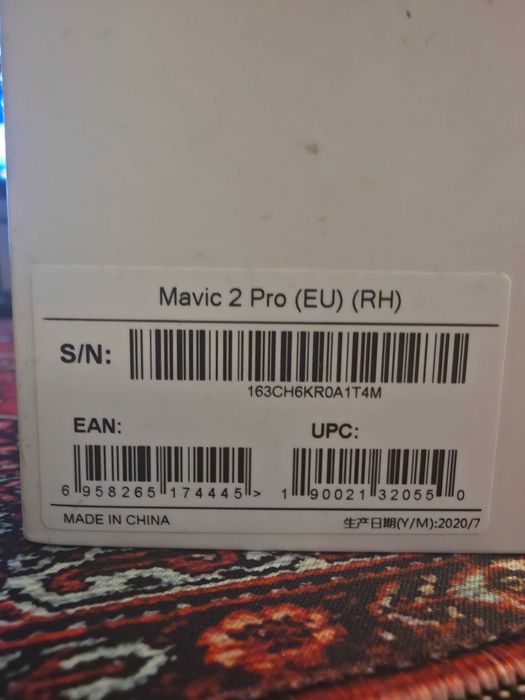 Mavic 2 Pro (EU) (RH)
S/N:
163CH6KR0A1T4M
EAN:
6 958265 174445 >
UPC:
1 90021 32055 0
MADE IN CHINA
生产日期(Y/M):2020/7